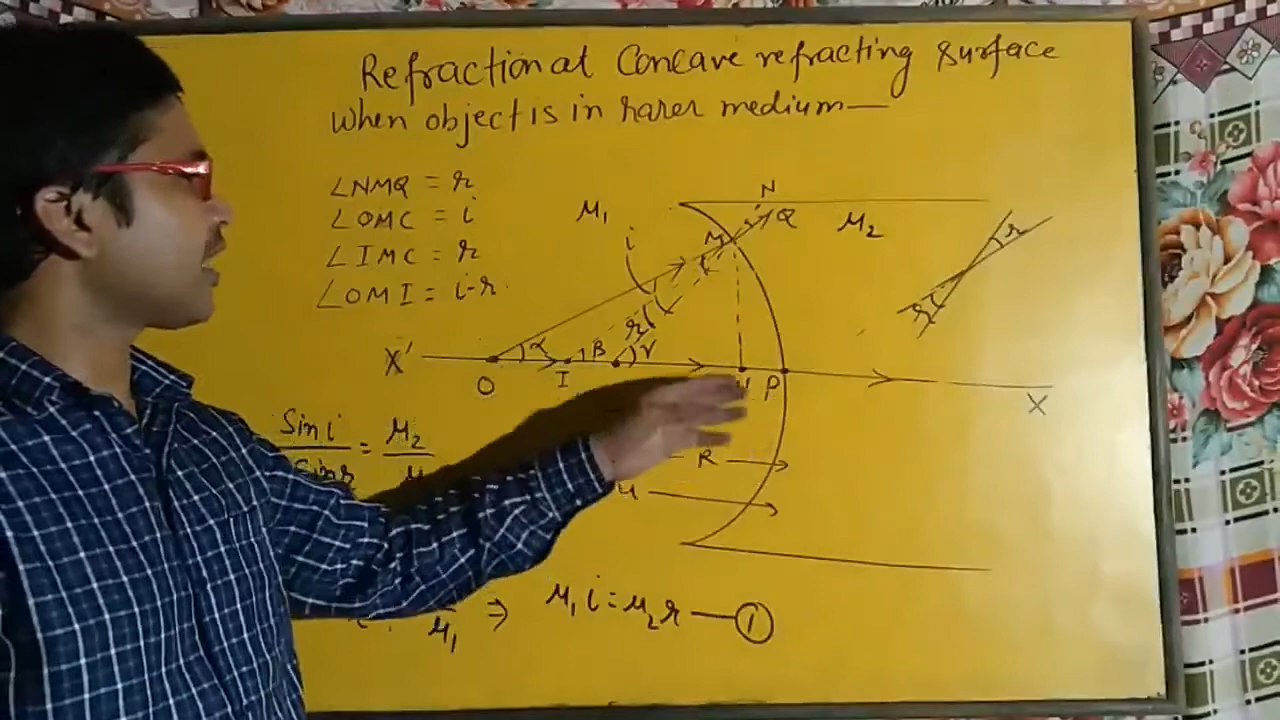 Refraction at Concave refracting surface
when object is in rarer medium—
∠NMQ = r
∠OMC = i
∠IMC = r
∠OMI = i-r.
N
Q
μ1
μ2
M
i
r
r
r
X'
α
β
γ
O
I
P
X
Sin i = μ2
Sin r μ
R
u
μ1
⇒ μ1 i = μ2 r — ①